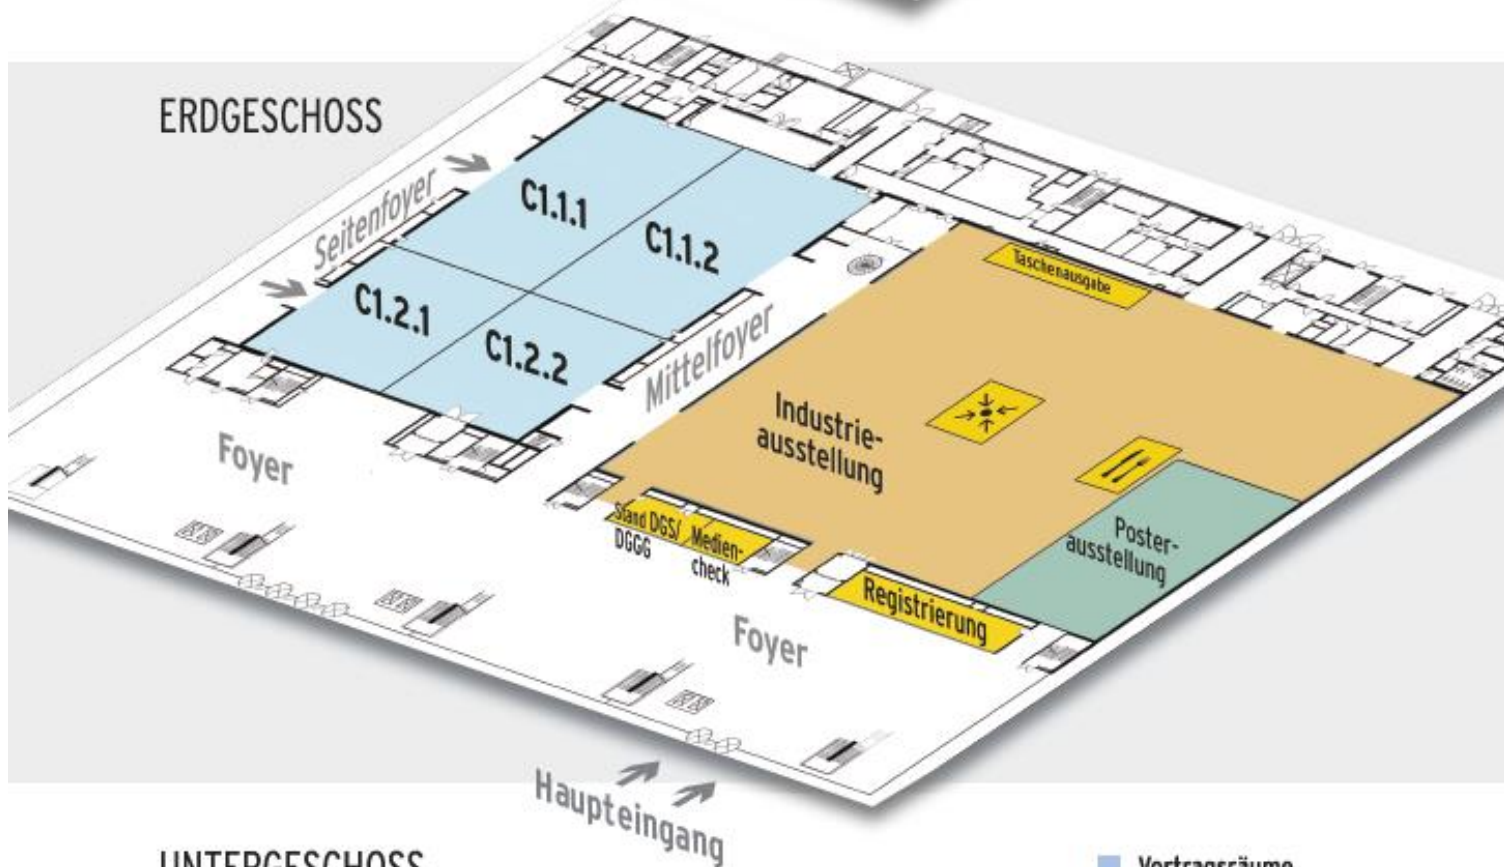 ERDGESCHOSS
Seitenfoyer
C1.1.1
C1.1.2
C1.2.1
C1.2.2
Mittelfoyer
Taschenausgabe
Industrie-
ausstellung
Foyer
Stand DGS/
DGGG
Medien-
check
Poster-
ausstellung
Registrierung
Foyer
Haupteingang
UNTERGESCHOSS
Vortragsräume